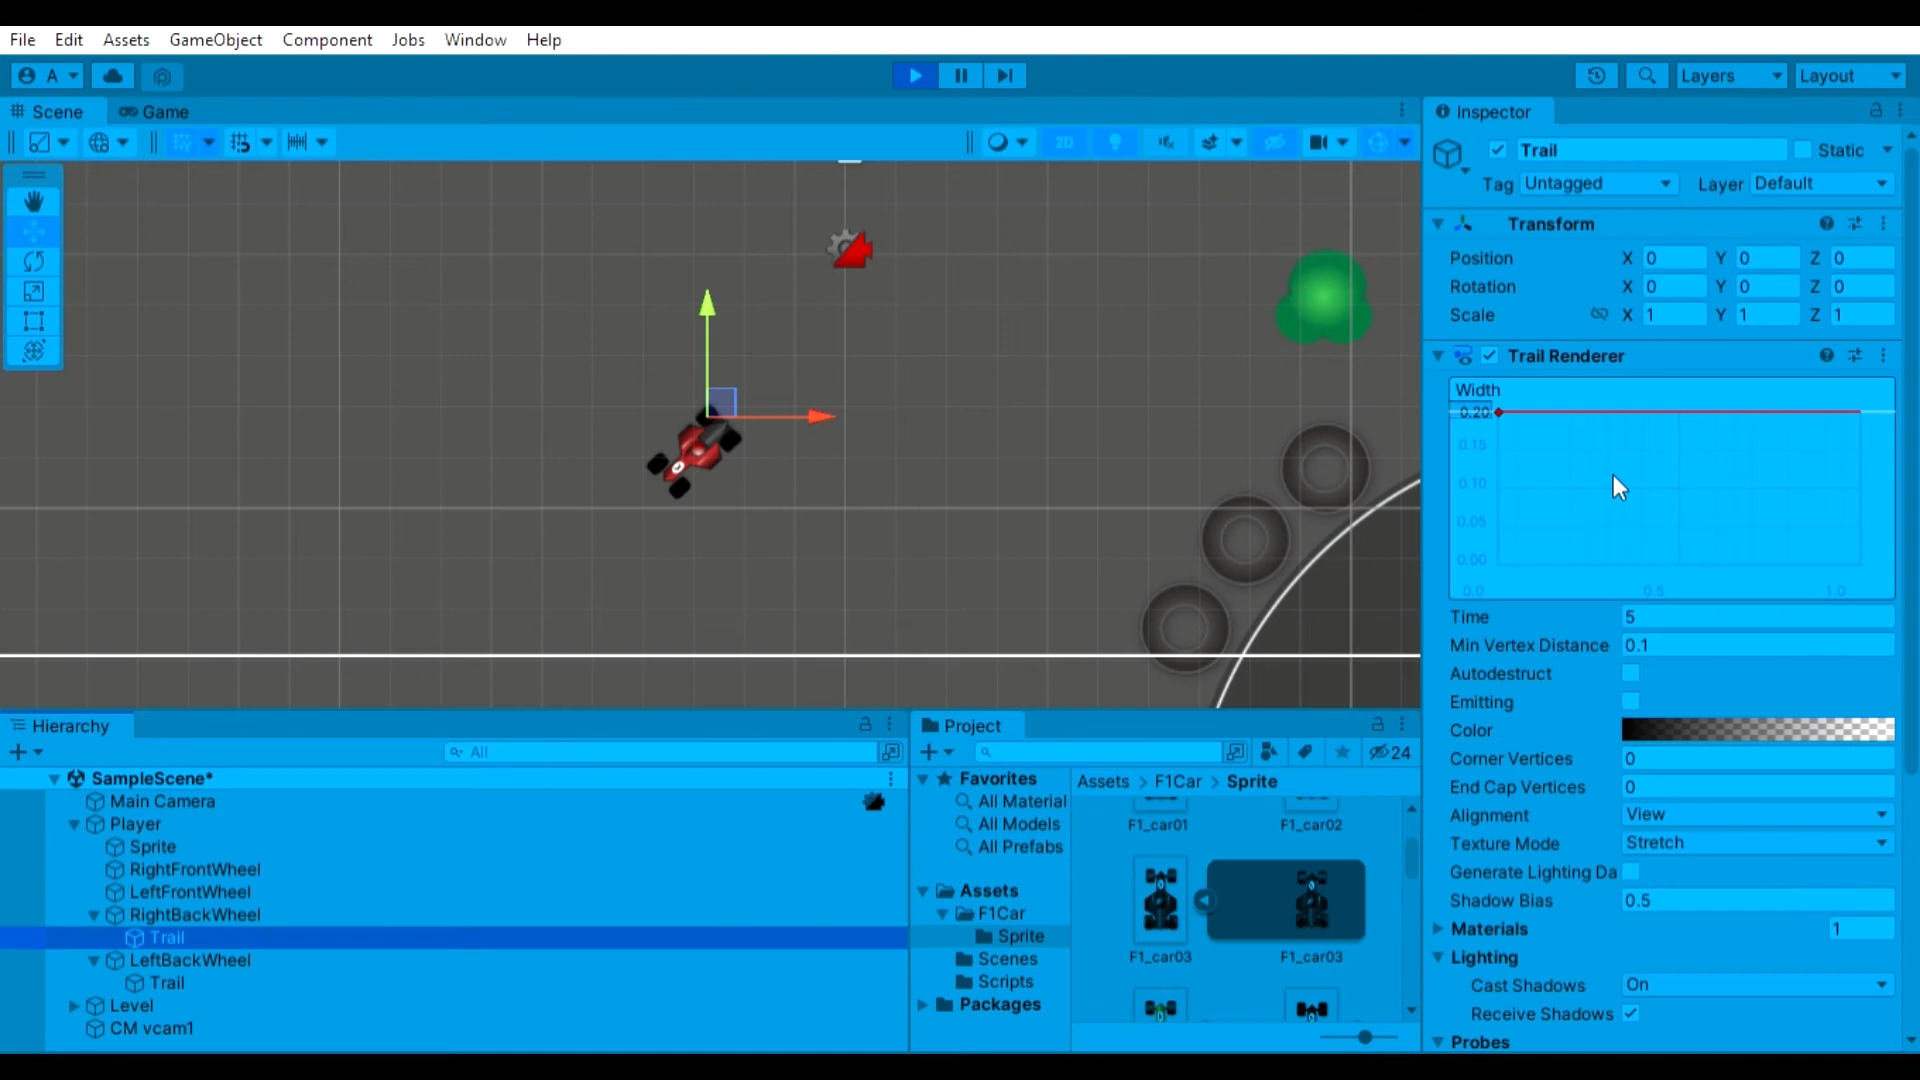 File Edit Assets GameObject Component Jobs Window Help
A Layers Layout
Scene Game
2D
Inspector
Trail Static
Tag Untagged Layer Default
Transform
Position X 0 Y 0 Z 0
Rotation X 0 Y 0 Z 0
Scale X 1 Y 1 Z 1
Trail Renderer
Width
0.20
0.15
0.10
0.05
0.00
0.0 0.5 1.0
Time 5
Min Vertex Distance 0.1
Autodestruct
Emitting
Color
Corner Vertices 0
End Cap Vertices 0
Alignment View
Texture Mode Stretch
Generate Lighting Da
Shadow Bias 0.5
Materials 1
Lighting
Cast Shadows On
Receive Shadows
Probes
Hierarchy
All
SampleScene*
Main Camera
Player
Sprite
RightFrontWheel
LeftFrontWheel
RightBackWheel
Trail
LeftBackWheel
Trail
Level
CM vcam1
Project
24
Favorites
All Material
All Models
All Prefabs
Assets
F1Car
Sprite
Scenes
Scripts
Packages
Assets > F1Car > Sprite
F1_car01 F1_car02
F1_car03 F1_car03